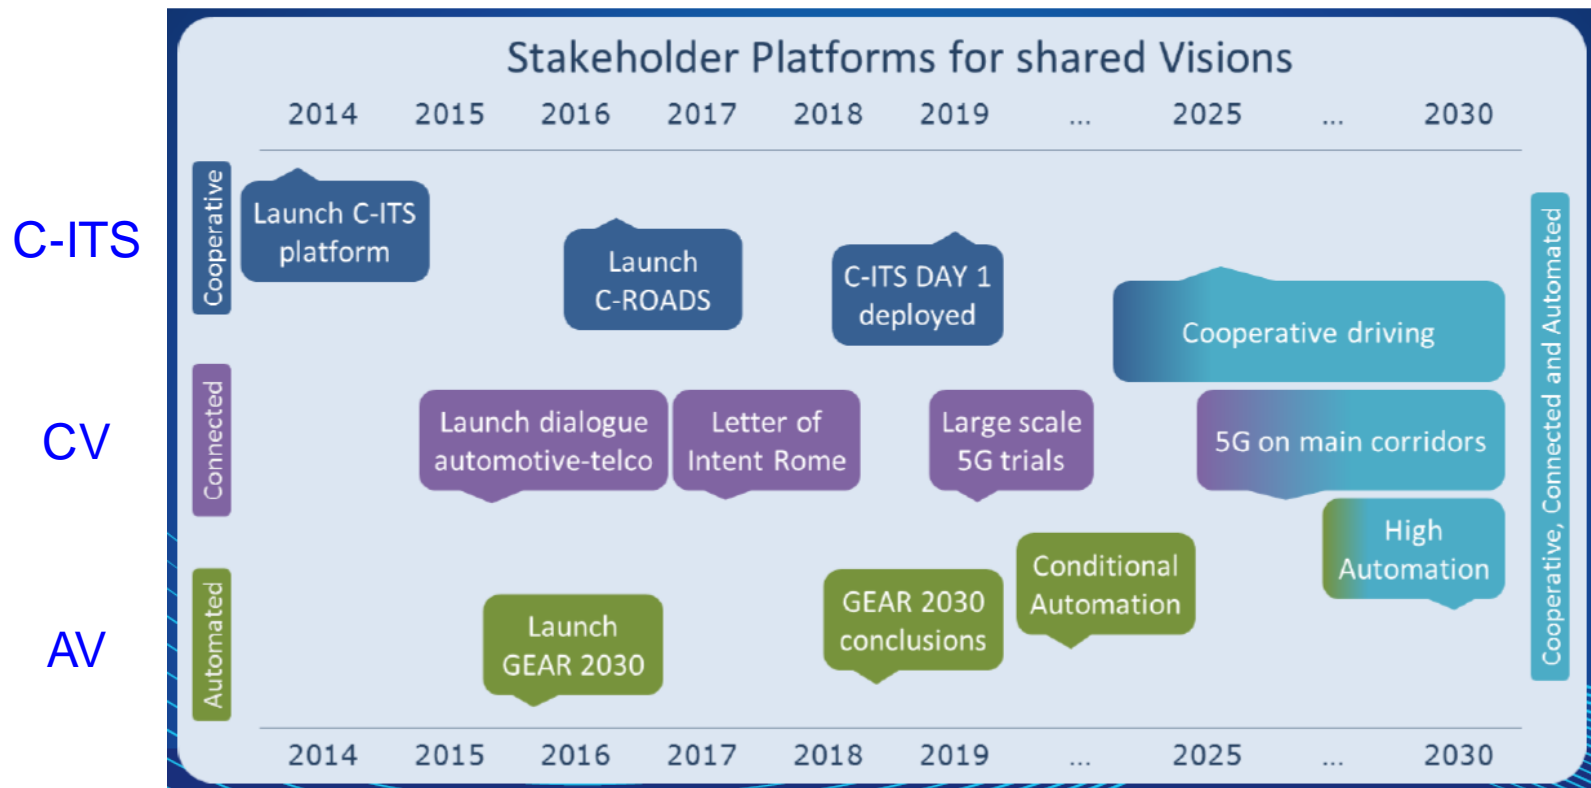 Stakeholder Platforms for shared Visions
2014 2015 2016 2017 2018 2019 ... 2025 ... 2030
C-ITS
Cooperative
Launch C-ITS
platform
Launch
C-ROADS
C-ITS DAY 1
deployed
Cooperative driving
CV
Connected
Launch dialogue
automotive-telco
Letter of
Intent Rome
Large scale
5G trials
5G on main corridors
AV
Automated
Launch
GEAR 2030
GEAR 2030
conclusions
Conditional
Automation
High
Automation
Cooperative, Connected and Automated
2014 2015 2016 2017 2018 2019 ... 2025 ... 2030